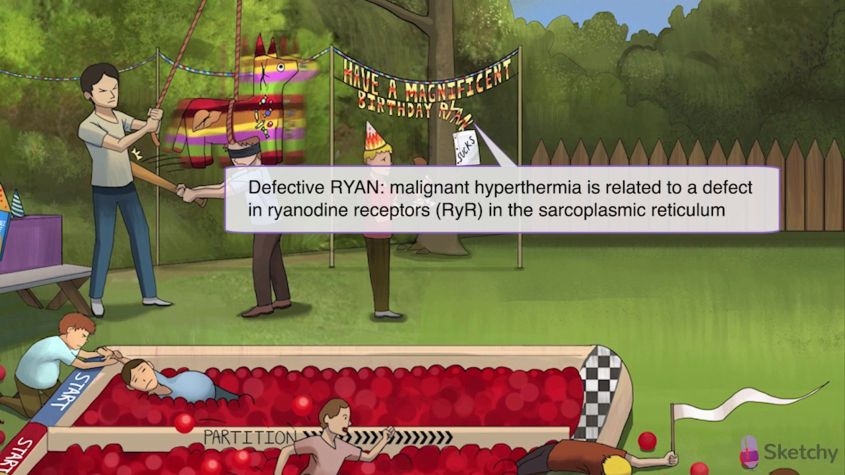 HAVE A MAGNIFICENT
BIRTHDAY RYAN
SUCKS
Defective RYAN: malignant hyperthermia is related to a defect
in ryanodine receptors (RyR) in the sarcoplasmic reticulum
START
START
PARTITION
Sketchy